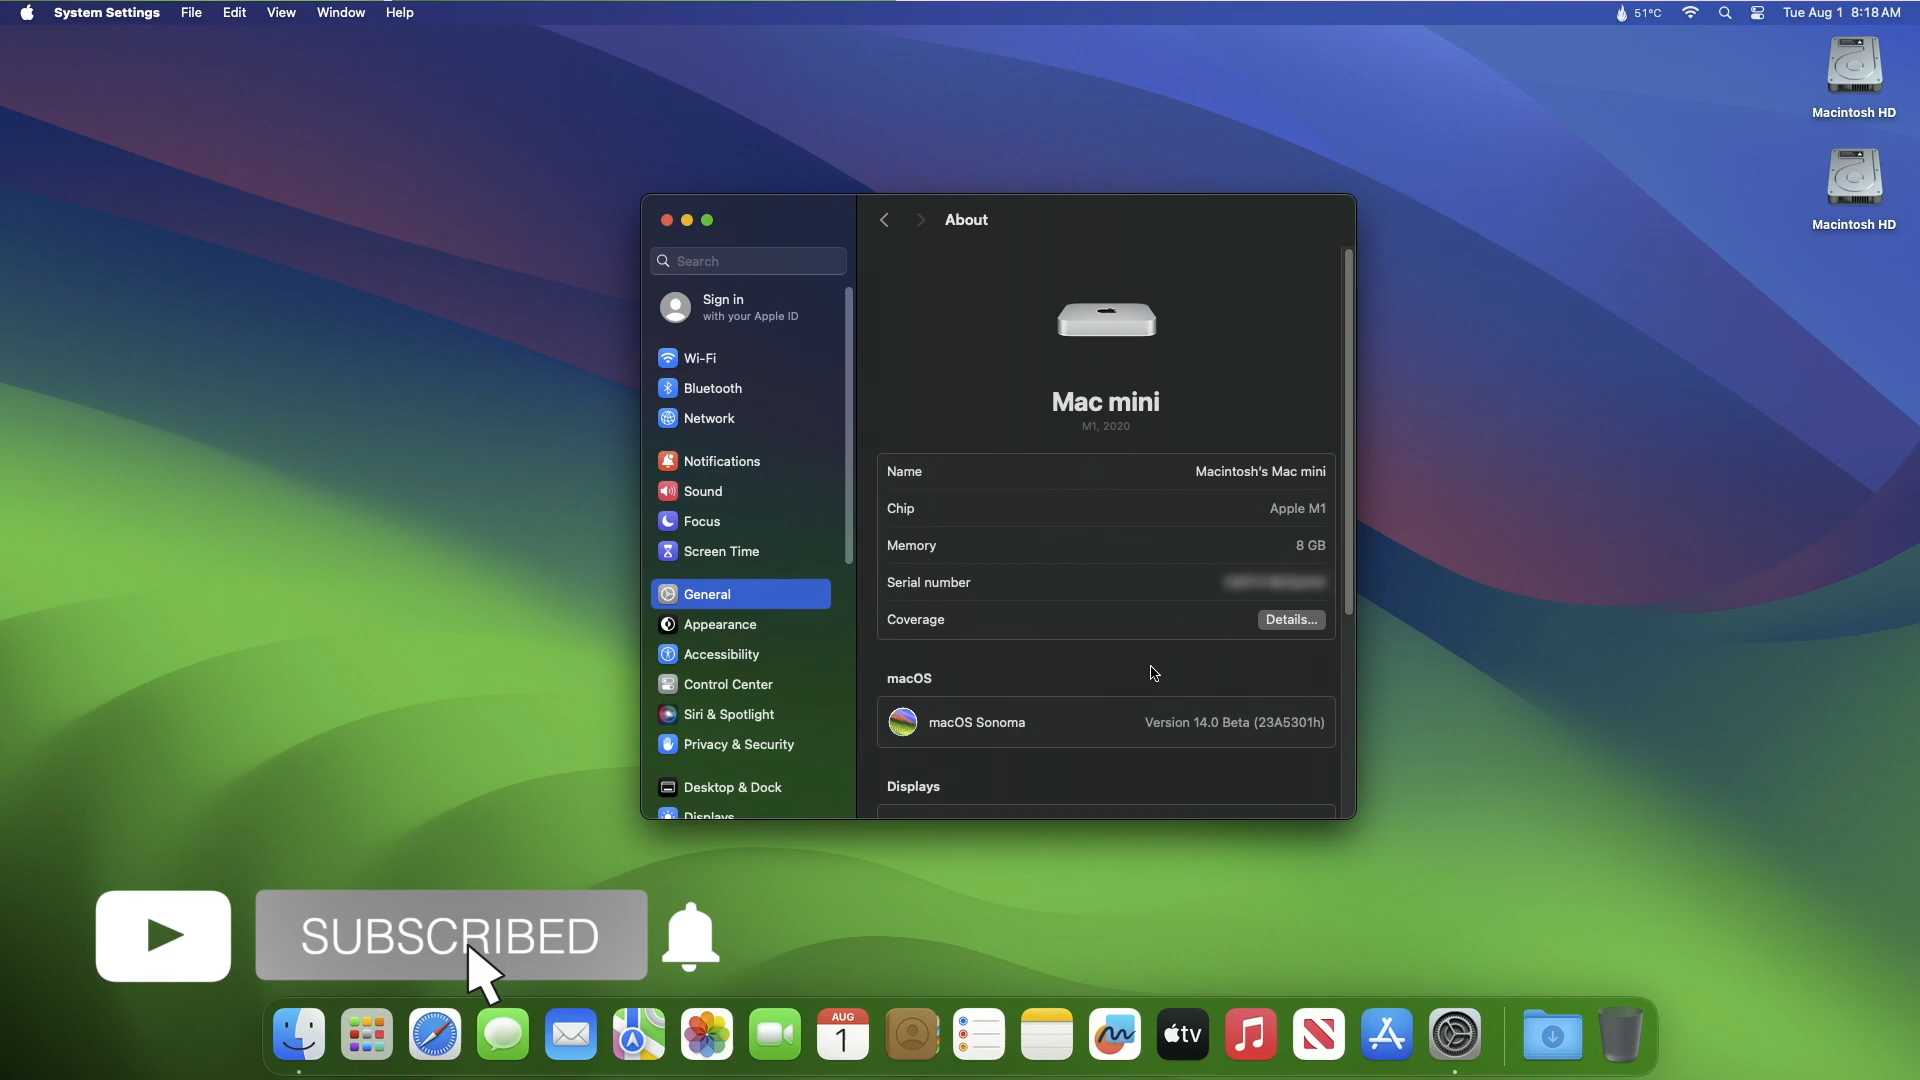 System Settings File Edit View Window Help
51°C Tue Aug 1 8:18 AM
Macintosh HD
Macintosh HD
Search
Sign in
with your Apple ID
Wi-Fi
Bluetooth
Network
Notifications
Sound
Focus
Screen Time
General
Appearance
Accessibility
Control Center
Siri & Spotlight
Privacy & Security
Desktop & Dock
Displays
About
Mac mini
M1, 2020
Name Macintosh's Mac mini
Chip Apple M1
Memory 8 GB
Serial number
Coverage Details...
macOS
macOS Sonoma Version 14.0 Beta (23A5301h)
Displays
SUBSCRIBED
AUG
1
tv